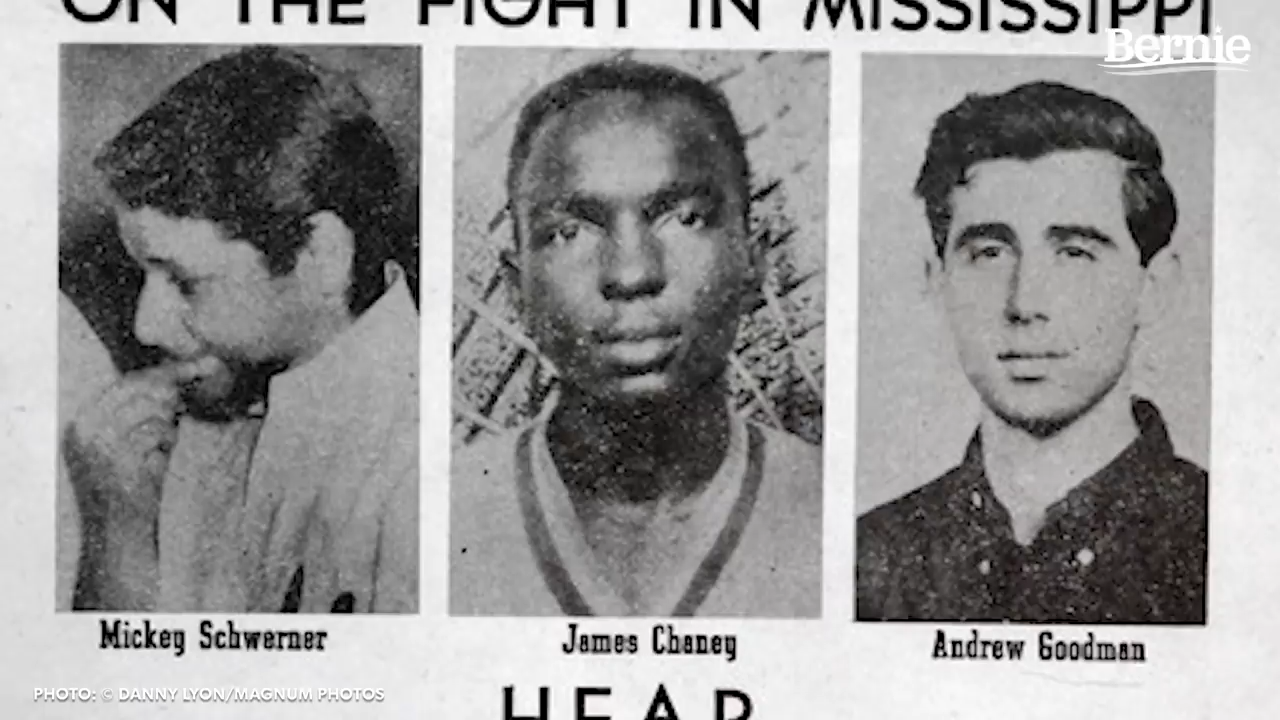 ON THE FIGHT IN MISSISSIPPI
Bernie
Mickey Schwerner
James Chaney
Andrew Goodman
PHOTO: © DANNY LYON/MAGNUM PHOTOS
HEAR